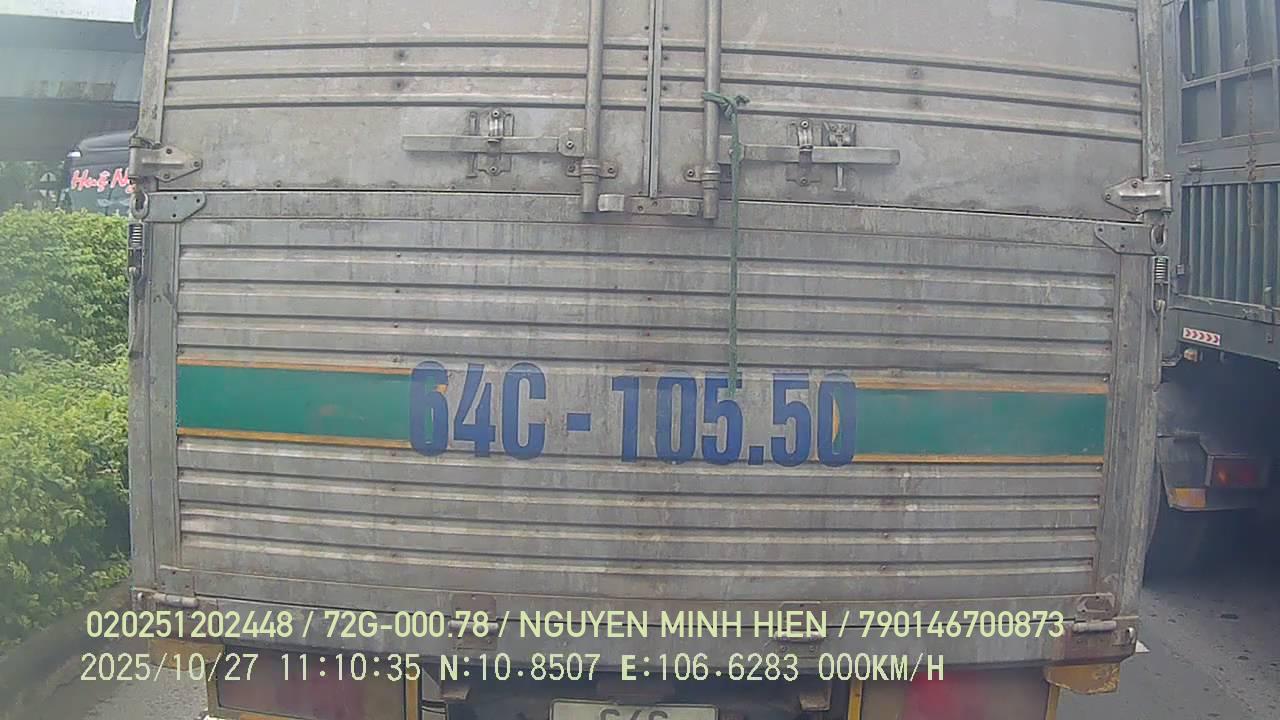 64C - 105.50
020251202448 / 72G-000.78 / NGUYEN MINH HIEN / 790146700873
2025/10/27 11:10:35 N:10.8507 E:106.6283 000KM/H